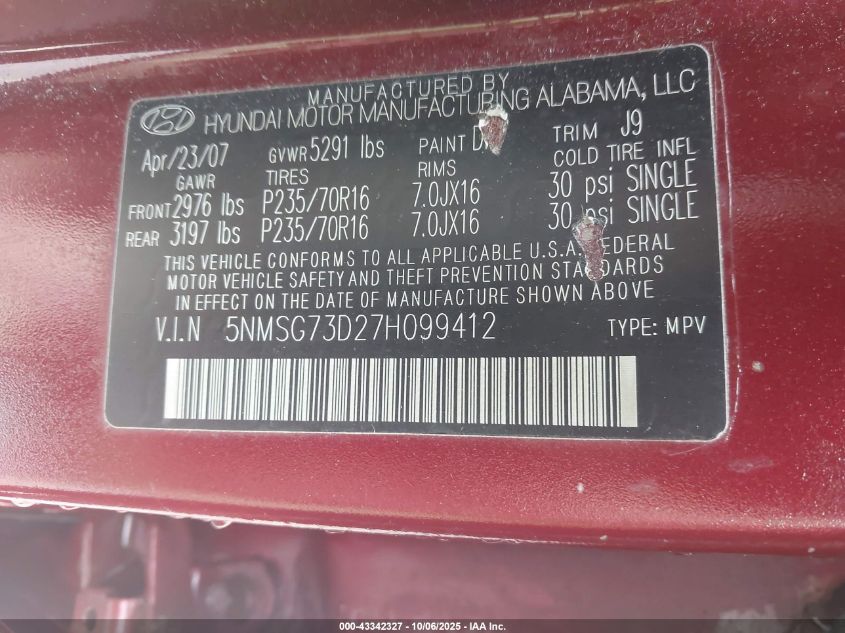 MANUFACTURED BY
HYUNDAI MOTOR MANUFACTURING ALABAMA, LLC
Apr/23/07 GVWR 5291 lbs PAINT TRIM J9
GAWR TIRES RIMS COLD TIRE INFL
FRONT 2976 lbs P235/70R16 7.0JX16 30 psi SINGLE
REAR 3197 lbs P235/70R16 7.0JX16 30 psi SINGLE
THIS VEHICLE CONFORMS TO ALL APPLICABLE U.S.A. FEDERAL
MOTOR VEHICLE SAFETY AND THEFT PREVENTION STANDARDS
IN EFFECT ON THE DATE OF MANUFACTURE SHOWN ABOVE
V.I.N 5NMSG73D27H099412 TYPE: MPV
000-43342327 - 10/06/2025 - IAA Inc.